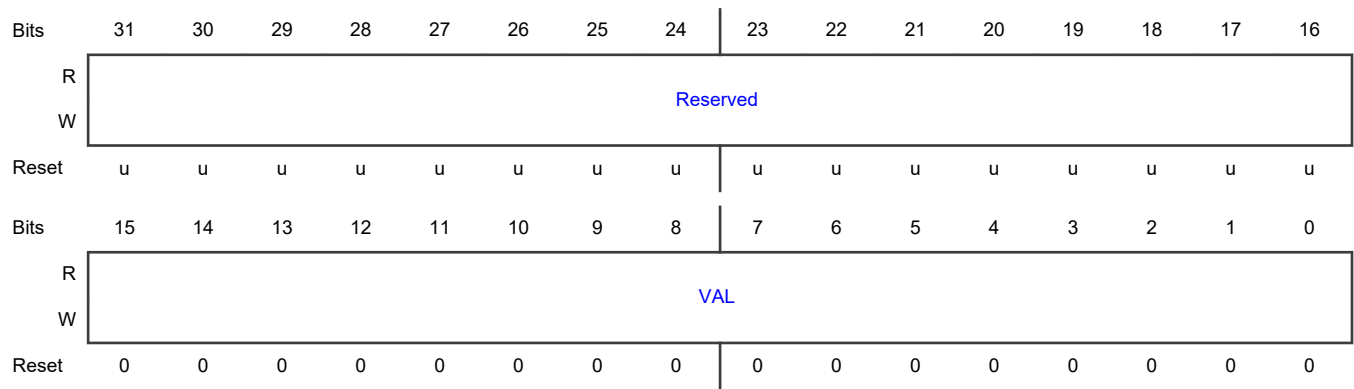 Bits 31 30 29 28 27 26 25 24 23 22 21 20 19 18 17 16
R
Reserved
W
Reset u u u u u u u u u u u u u u u u
Bits 15 14 13 12 11 10 9 8 7 6 5 4 3 2 1 0
R
VAL
W
Reset 0 0 0 0 0 0 0 0 0 0 0 0 0 0 0 0